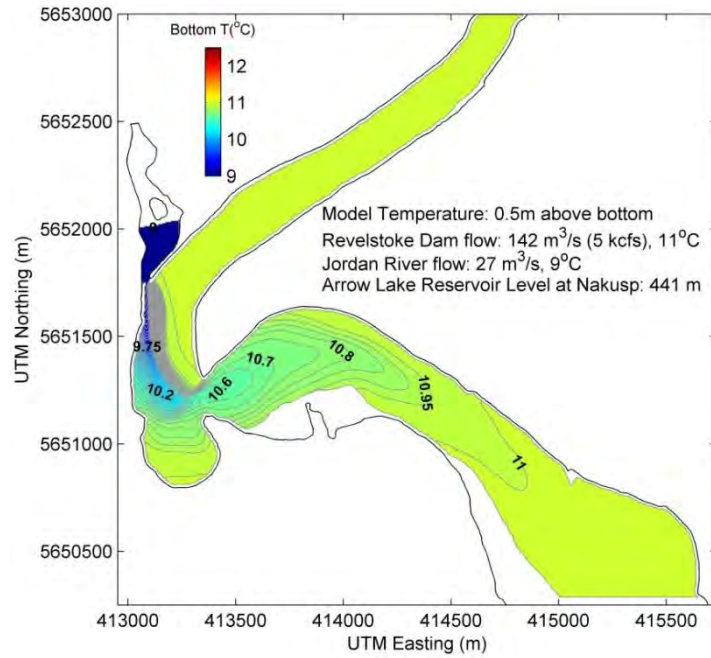 Bottom T(°C)
12
11
10
9
5653000
5652500
5652000
5651500
5651000
5650500
UTM Northing (m)
Model Temperature: 0.5m above bottom
Revelstoke Dam flow: 142 m³/s (5 kcfs), 11°C
Jordan River flow: 27 m³/s, 9°C
Arrow Lake Reservoir Level at Nakusp: 441 m
9.75
10.2
10.6
10.7
10.8
10.95
11
413000 413500 414000 414500 415000 415500
UTM Easting (m)